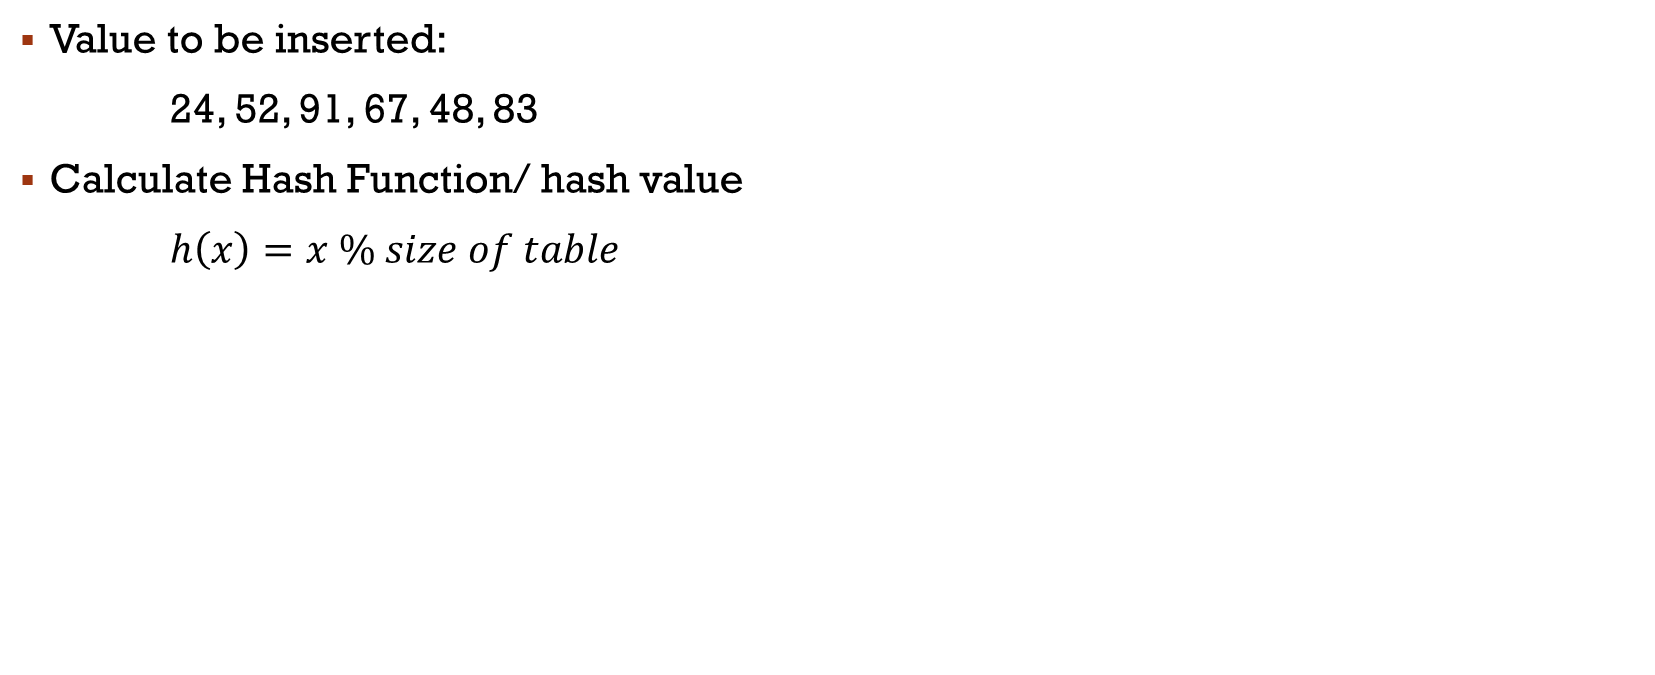 ▪ Value to be inserted:
24, 52, 91, 67, 48, 83
▪ Calculate Hash Function/ hash value
h(x) = x % size of table